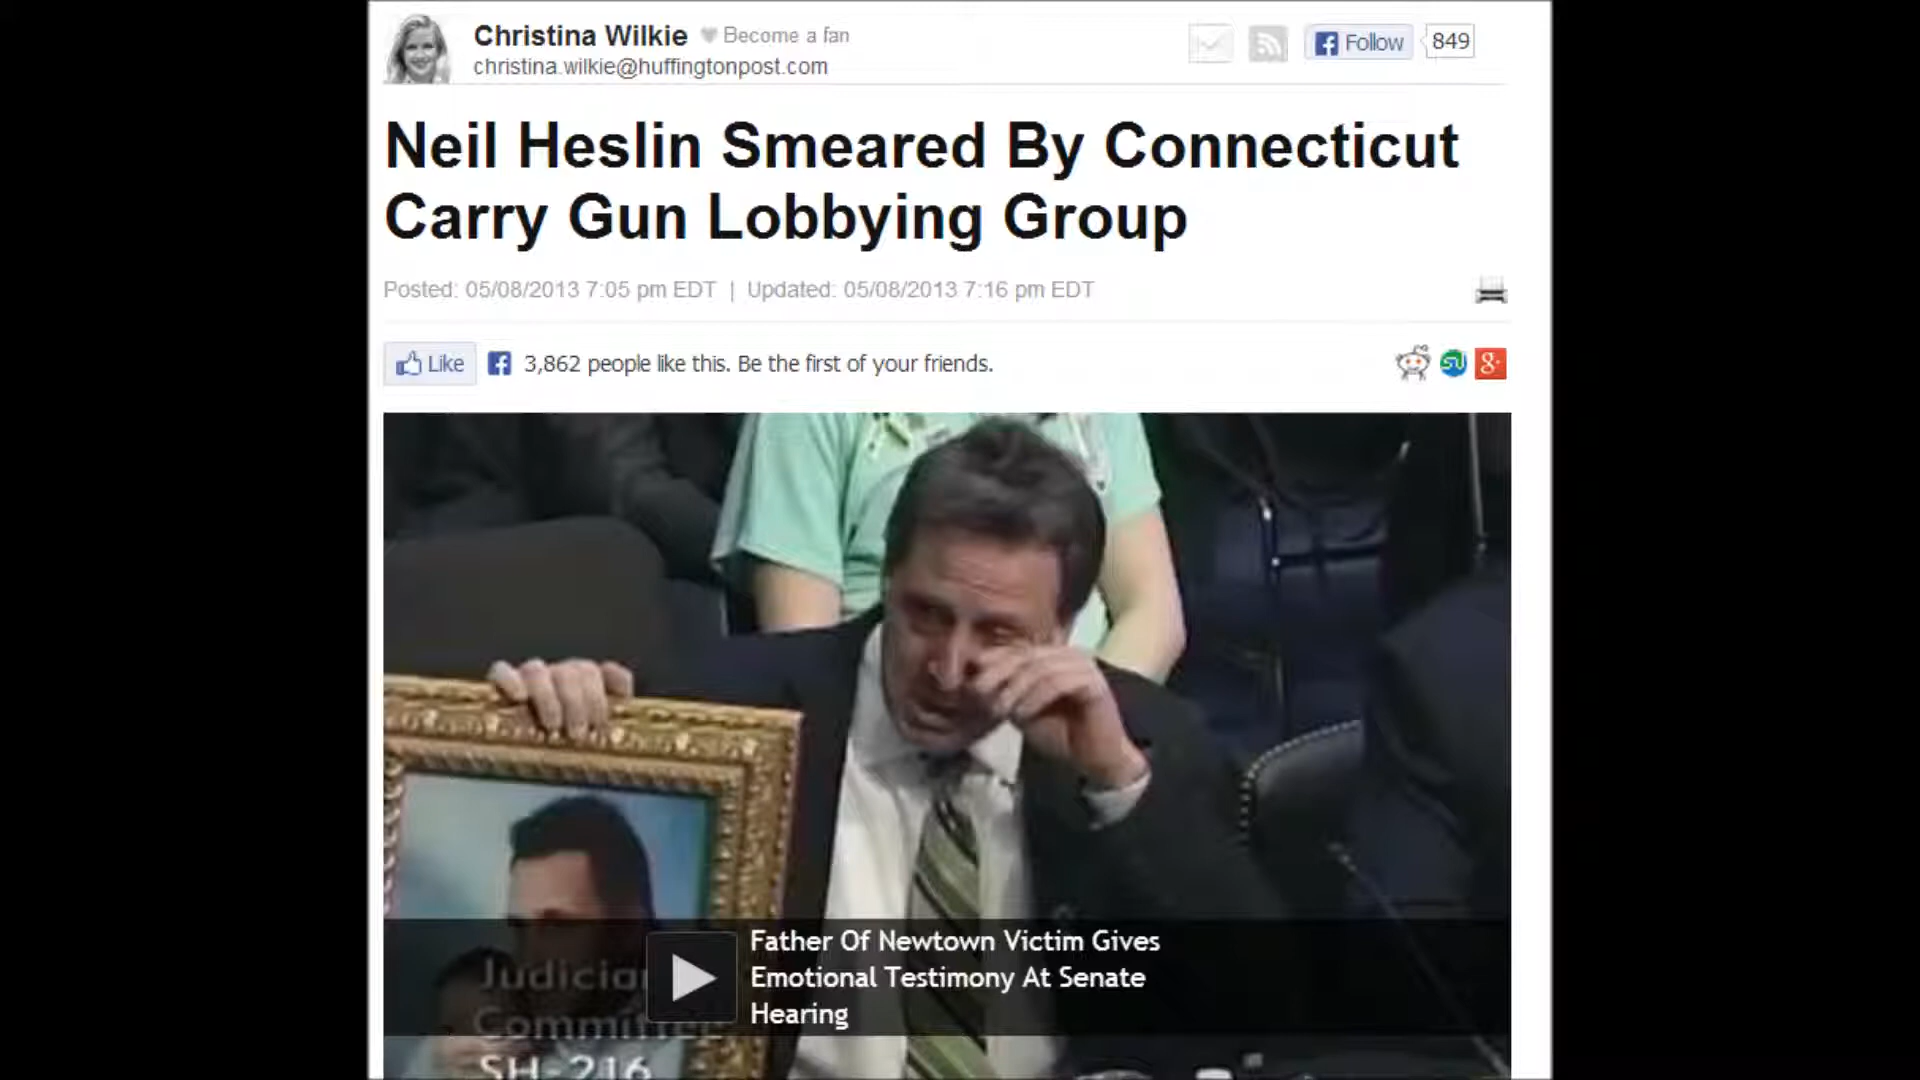 Christina Wilkie Become a fan
christina.wilkie@huffingtonpost.com
Follow 849
Neil Heslin Smeared By Connecticut
Carry Gun Lobbying Group
Posted: 05/08/2013 7:05 pm EDT | Updated: 05/08/2013 7:16 pm EDT
Like 3,862 people like this. Be the first of your friends.
Father Of Newtown Victim Gives
Emotional Testimony At Senate
Hearing
SH-216